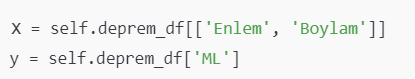 X = self.deprem_df[['Enlem', 'Boylam']]
y = self.deprem_df['ML']